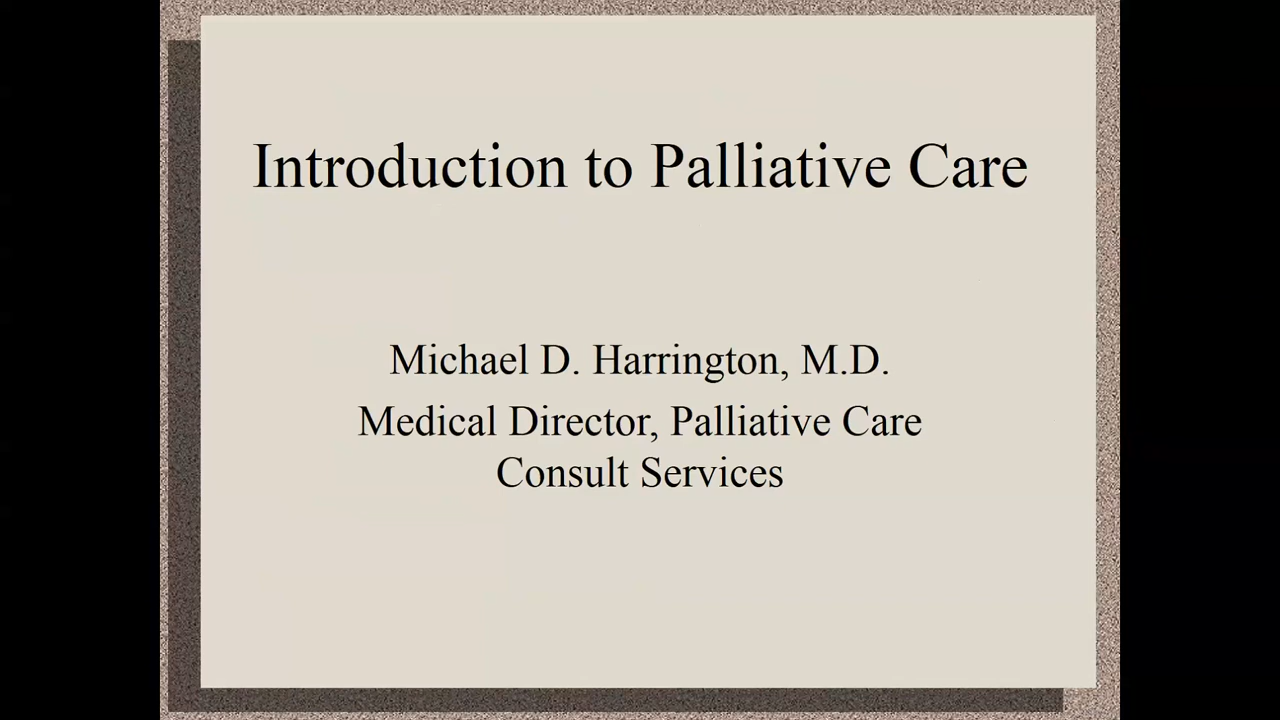 Introduction to Palliative Care
Michael D. Harrington, M.D.
Medical Director, Palliative Care
Consult Services